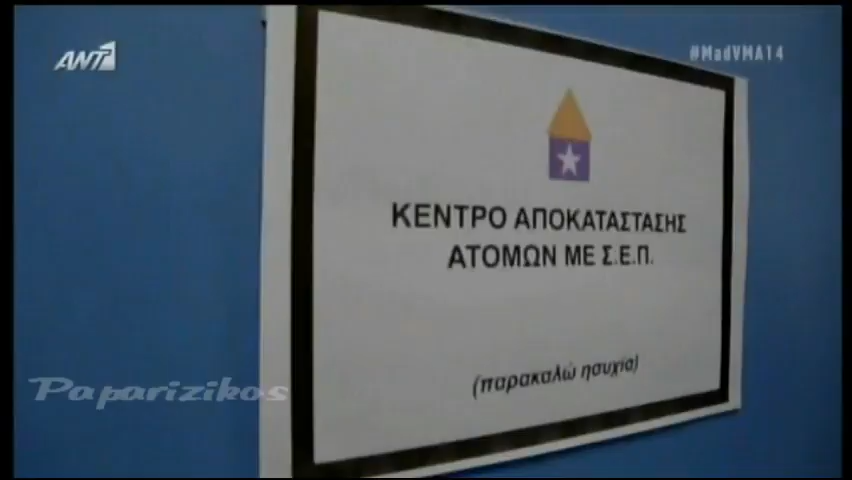 ANT1
#MadVMA14
ΚΕΝΤΡΟ ΑΠΟΚΑΤΑΣΤΑΣΗΣ
ΑΤΟΜΩΝ ΜΕ Σ.Ε.Π.
(παρακαλώ ησυχία)
Paparizikos